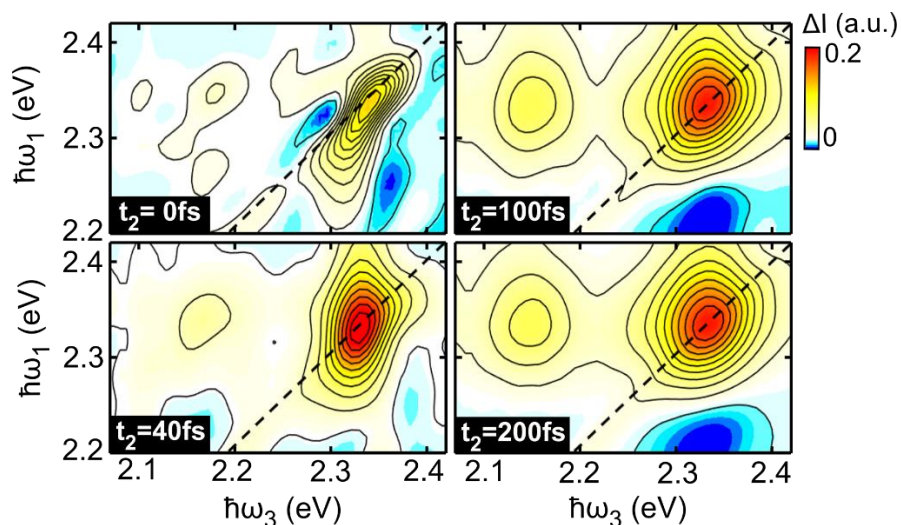 ΔI (a.u.)
0.2
0
ħω₁ (eV)
2.4
2.3
2.2
t₂= 0fs
t₂=100fs
ħω₁ (eV)
2.4
2.3
2.2
t₂=40fs
t₂=200fs
2.1 2.2 2.3 2.4
2.1 2.2 2.3 2.4
ħω₃ (eV)
ħω₃ (eV)